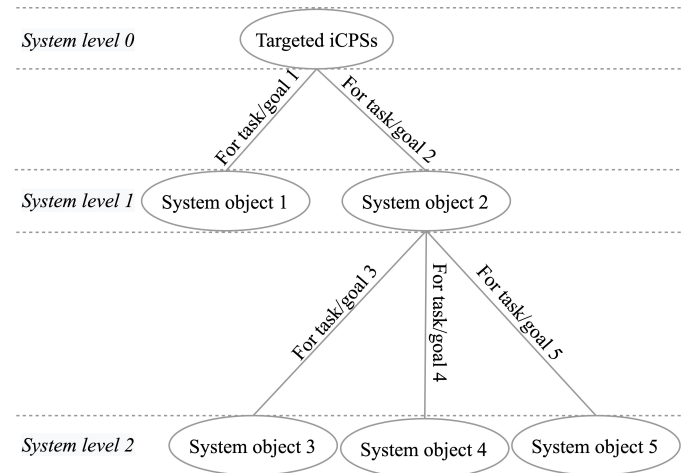 System level 0
Targeted iCPSs
For task/goal 1
For task/goal 2
System level 1
System object 1
System object 2
For task/goal 3
For task/goal 4
For task/goal 5
System level 2
System object 3
System object 4
System object 5